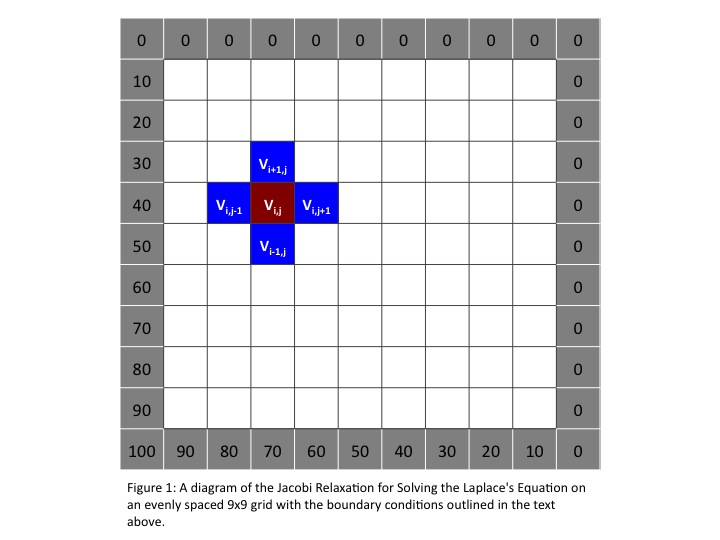 0 0 0 0 0 0 0 0 0 0 0
10 0
20 0
30 Vi+1,j 0
40 Vi,j-1 Vi,j Vi,j+1 0
50 Vi-1,j 0
60 0
70 0
80 0
90 0
100 90 80 70 60 50 40 30 20 10 0
Figure 1: A diagram of the Jacobi Relaxation for Solving the Laplace's Equation on
an evenly spaced 9x9 grid with the boundary conditions outlined in the text
above.